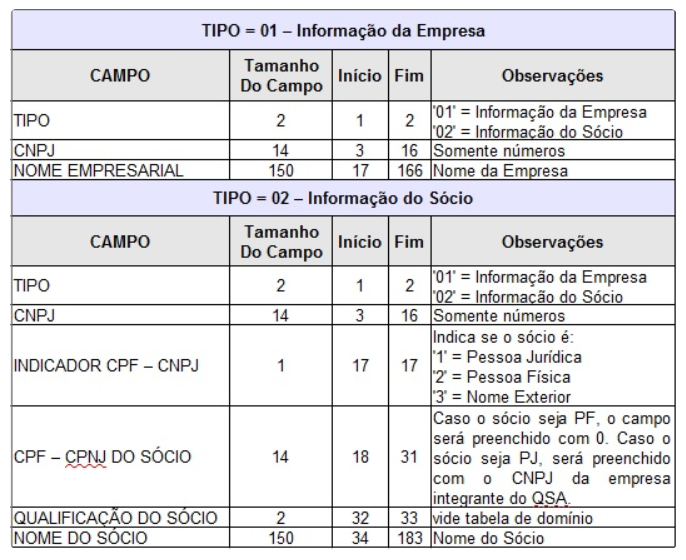 TIPO = 01 – Informação da Empresa
CAMPO Tamanho Do Campo Início Fim Observações
TIPO 2 1 2 '01' = Informação da Empresa
'02' = Informação do Sócio
CNPJ 14 3 16 Somente números
NOME EMPRESARIAL 150 17 166 Nome da Empresa
TIPO = 02 – Informação do Sócio
CAMPO Tamanho Do Campo Início Fim Observações
TIPO 2 1 2 '01' = Informação da Empresa
'02' = Informação do Sócio
CNPJ 14 3 16 Somente números
INDICADOR CPF – CNPJ 1 17 17 Indica se o sócio é:
'1' = Pessoa Jurídica
'2' = Pessoa Física
'3' = Nome Exterior
CPF – CPNJ DO SÓCIO 14 18 31 Caso o sócio seja PF, o campo
será preenchido com 0. Caso o
sócio seja PJ, será preenchido
com o CNPJ da empresa
integrante do QSA.
QUALIFICAÇÃO DO SÓCIO 2 32 33 vide tabela de domínio
NOME DO SÓCIO 150 34 183 Nome do Sócio